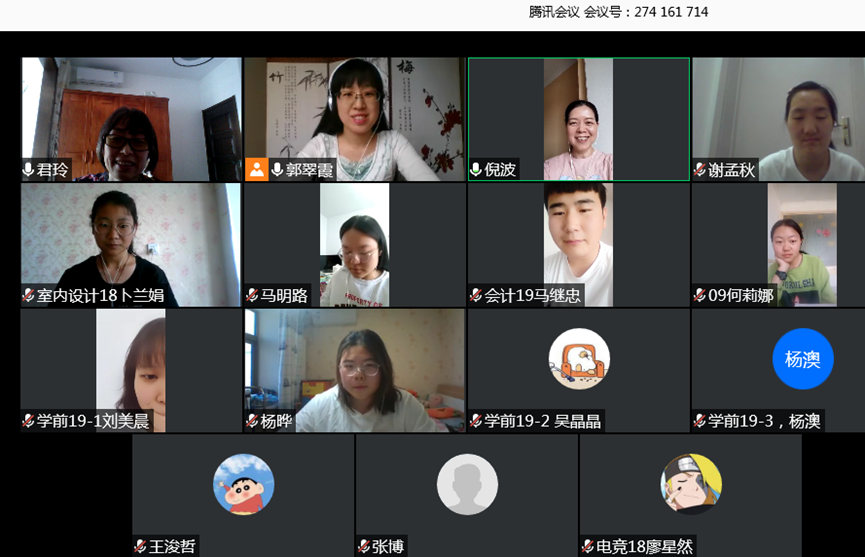 腾讯会议 会议号：274 161 714
君玲
郭翠霞
倪波
谢孟秋
室内设计18卜兰娟
马明路
会计19马继忠
09何莉娜
学前19-1刘美晨
杨晔
学前19-2 吴晶晶
杨澳
学前19-3，杨澳
王浚哲
张博
电竞18廖星然
竹
梅